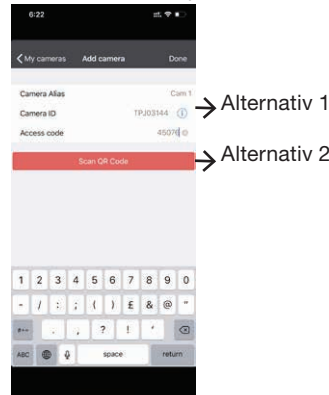 6:22
My cameras Add camera Done
Camera Alias Cam 1
Camera ID TPJ03144
Access code 45076
Scan QR Code
Alternativ 1
Alternativ 2
1 2 3 4 5 6 7 8 9 0
- / : ; ( ) £ & @ "
#+= . , ? ! '
ABC space return